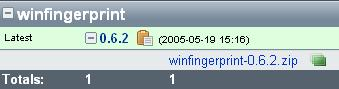 winfingerprint
Latest 0.6.2 (2005-05-19 15:16)
winfingerprint-0.6.2.zip
Totals: 1 1